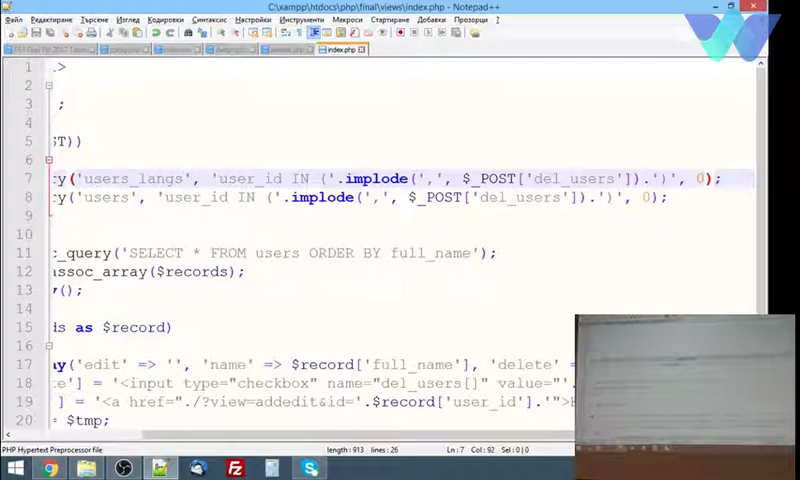 C:\xampp\htdocs\php\final\views\index.php - Notepad++
Файл Редактиране Търсене Изглед Кодировки Синтаксис Настройки Инструменти Макроси Стартиране Добавки Прозорци ?
index.php
1 .>
2
3 ;
4
5 ST))
6
7 ry('users_langs', 'user_id IN ('.implode(',', $_POST['del_users']).')', 0);
8 ry('users', 'user_id IN ('.implode(',', $_POST['del_users']).')', 0);
9
10
11 c_query('SELECT * FROM users ORDER BY full_name');
12 assoc_array($records);
13 y();
14
15 ds as $record)
16
17 ay('edit' => '', 'name' => $record['full_name'], 'delete' =
18 te'] = '<input type="checkbox" name="del_users[]" value="'.
19 '] = '<a href="./?view=addedit&id='.$record['user_id'].'">
20 = $tmp;
PHP Hypertext Preprocessor file length : 913 lines : 26 Ln : 7 Col : 92 Sel : 0 | 0